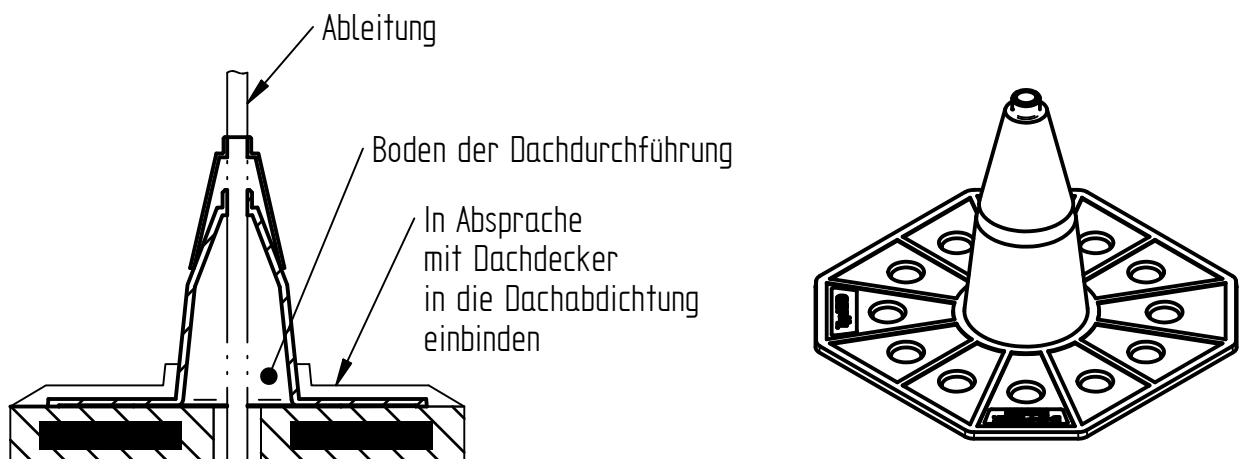 Ableitung
Boden der Dachdurchführung
In Absprache
mit Dachdecker
in die Dachabdichtung
einbinden